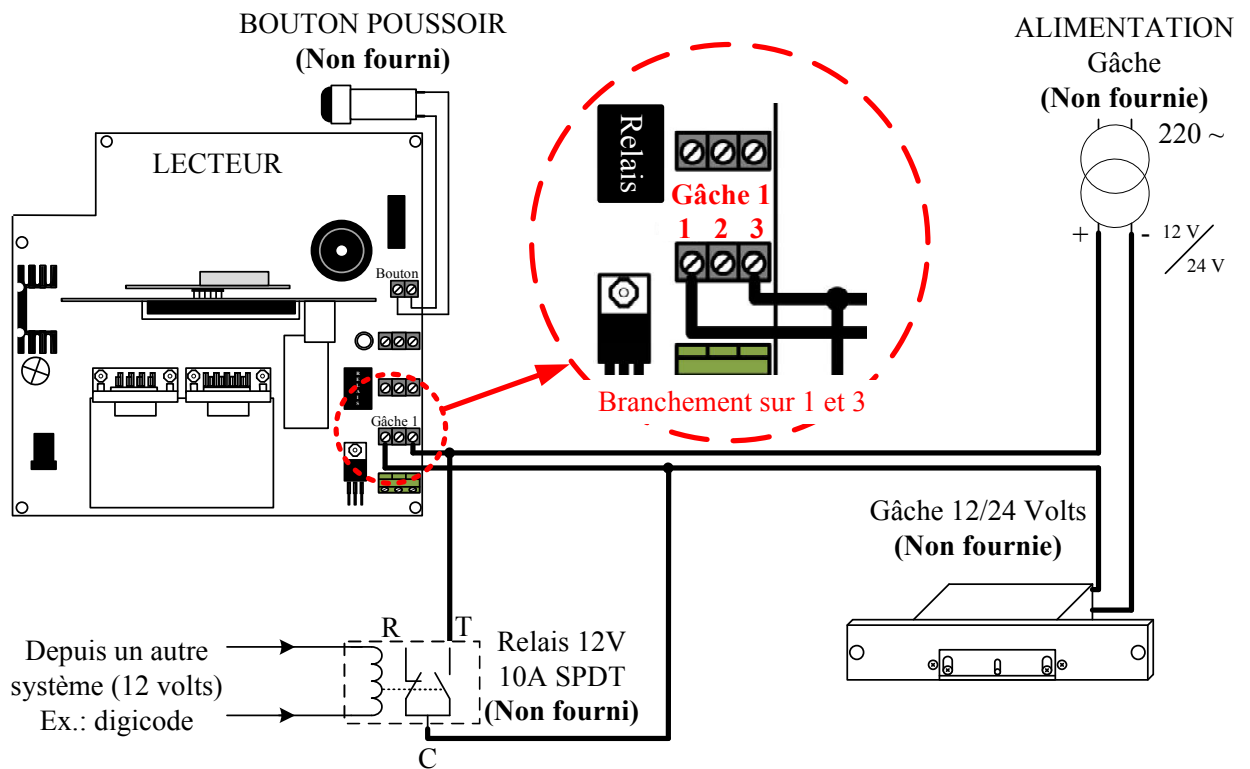 BOUTON POUSSOIR
(Non fourni)
ALIMENTATION
Gâche
(Non fournie)
220 ~
+
-
12 V
24 V
LECTEUR
Bouton
RELAIS
Gâche 1
Relais
Gâche 1
1 2 3
Branchement sur 1 et 3
Gâche 12/24 Volts
(Non fournie)
Depuis un autre
système (12 volts)
Ex.: digicode
R
T
C
Relais 12V
10A SPDT
(Non fourni)